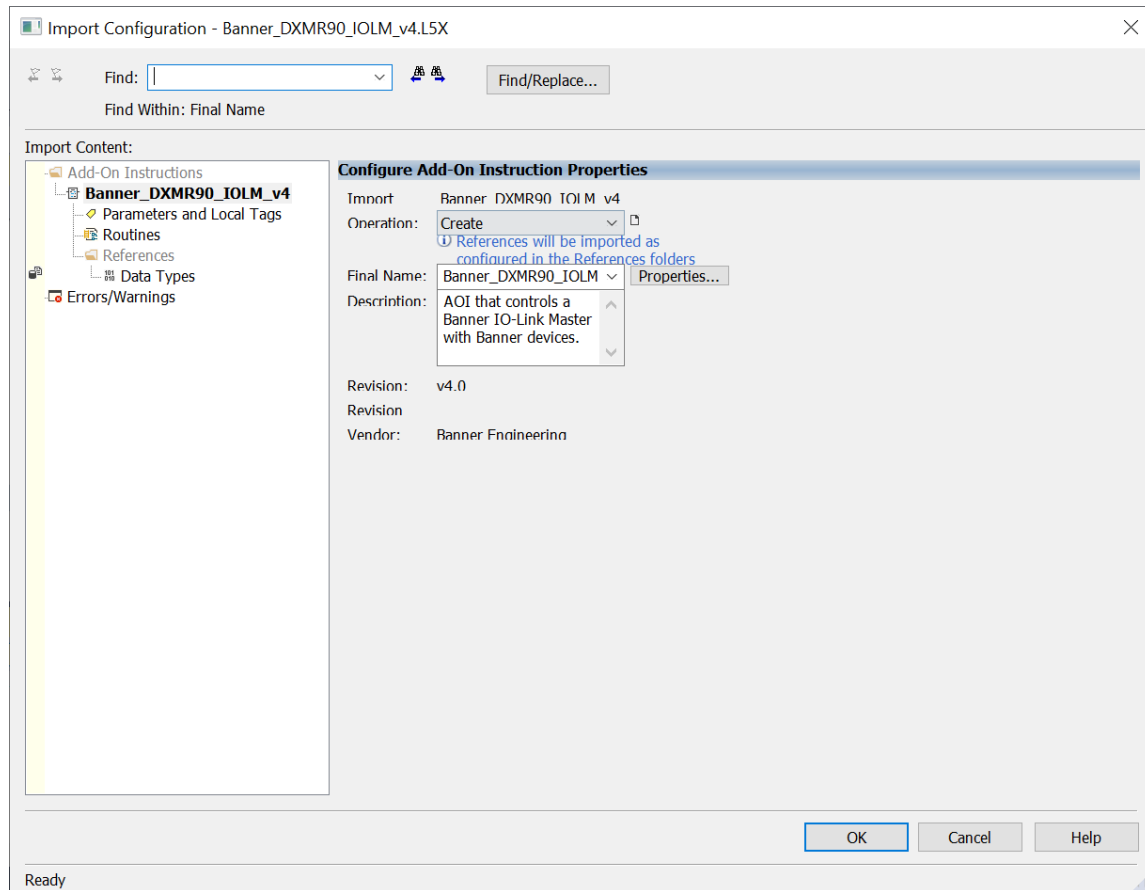 Import Configuration - Banner_DXMR90_IOLM_v4.L5X
Find:
Find/Replace...
Find Within: Final Name
Import Content:
Add-On Instructions
Banner_DXMR90_IOLM_v4
Parameters and Local Tags
Routines
References
Data Types
Errors/Warnings
Configure Add-On Instruction Properties
Import Banner_DXMR90_IOLM_v4
Operation: Create
References will be imported as
configured in the References folders
Final Name: Banner_DXMR90_IOLM Properties...
Description: AOI that controls a
Banner IO-Link Master
with Banner devices.
Revision: v4.0
Revision
Vendor: Banner Engineering
OK Cancel Help
Ready